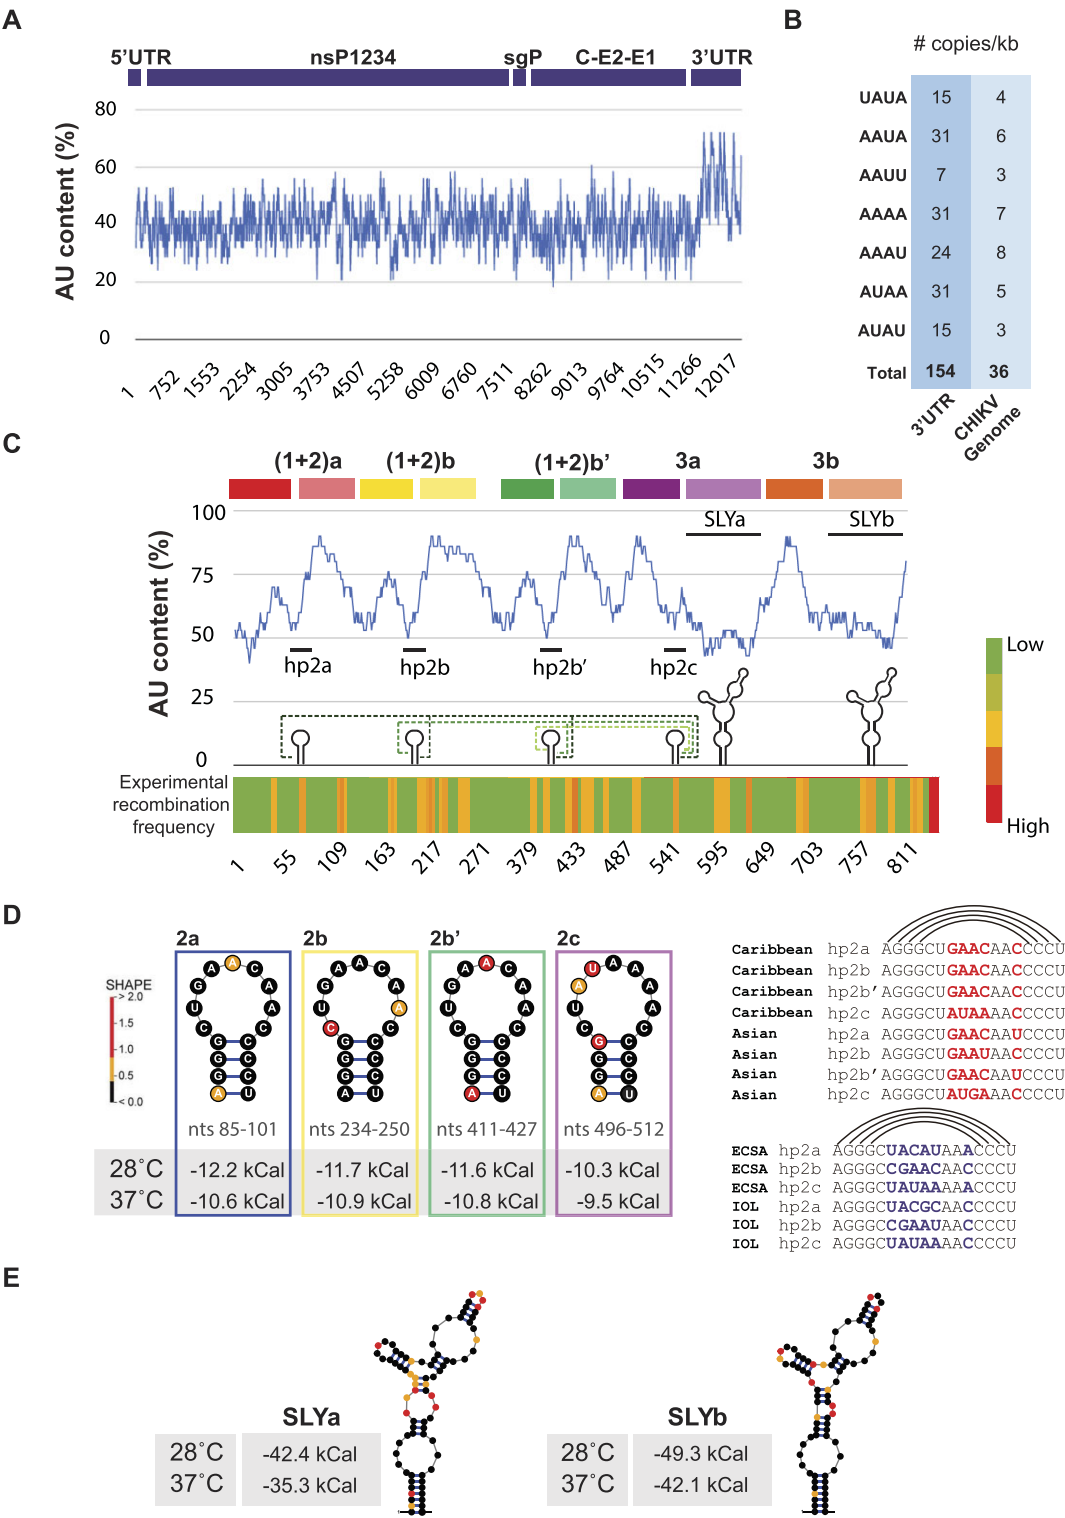 A
5'UTR nsP1234 sgP C-E2-E1 3'UTR
AU content (%)
80
60
40
20
0
1 752 1553 2254 3005 3753 4507 5258 6009 6760 7511 8262 9013 9764 10515 11266 12017
B
# copies/kb
UAUA 15 4
AAUA 31 6
AAUU 7 3
AAAA 31 7
AAAU 24 8
AUAA 31 5
AUAU 15 3
Total 154 36
3'UTR CHIKV Genome
C
(1+2)a (1+2)b (1+2)b' 3a 3b
AU content (%)
100
75
50
25
0
SLYa SLYb
hp2a hp2b hp2b' hp2c
Experimental
recombination
frequency
1 55 109 163 217 271 379 433 487 541 595 649 703 757 811
Low
High
D
2a 2b 2b' 2c
SHAPE
> 2.0
1.5
1.0
0.5
< 0.0
A G G G C U G A A C A A C C C C U
A G G G C U G A A C A A C C C C U
A G G G C U G A A C A A C C C C U
A G G G C U A U A A A A C C C C U
nts 85-101 nts 234-250 nts 411-427 nts 496-512
28°C -12.2 kCal -11.7 kCal -11.6 kCal -10.3 kCal
37°C -10.6 kCal -10.9 kCal -10.8 kCal -9.5 kCal
Caribbean hp2a AGGGCUGAACAACCCCU
Caribbean hp2b AGGGCUGAACAACCCCU
Caribbean hp2b' AGGGCUGAACAACCCCU
Caribbean hp2c AGGGCUAUAAAACCCCU
Asian hp2a AGGGCUGAACAAUCCCU
Asian hp2b AGGGCUGAAUAACCCCU
Asian hp2b' AGGGCUGAACAAUCCCU
Asian hp2c AGGGCUAUGAAACCCCU
ECSA hp2a AGGGCUACAUAAACCCU
ECSA hp2b AGGGCCGAACAACCCCU
ECSA hp2c AGGGCUAUAAAAACCCU
IOL hp2a AGGGCUACGCAACCCCU
IOL hp2b AGGGCCGAAUAACCCCU
IOL hp2c AGGGCUAUAAAACCCCU
E
SLYa
28°C -42.4 kCal
37°C -35.3 kCal
SLYb
28°C -49.3 kCal
37°C -42.1 kCal